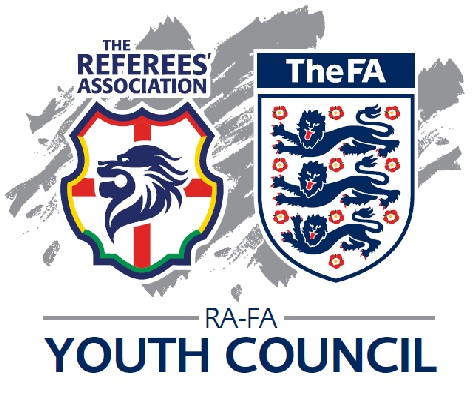 THE
REFEREES'
ASSOCIATION
TheFA
RA-FA
YOUTH COUNCIL